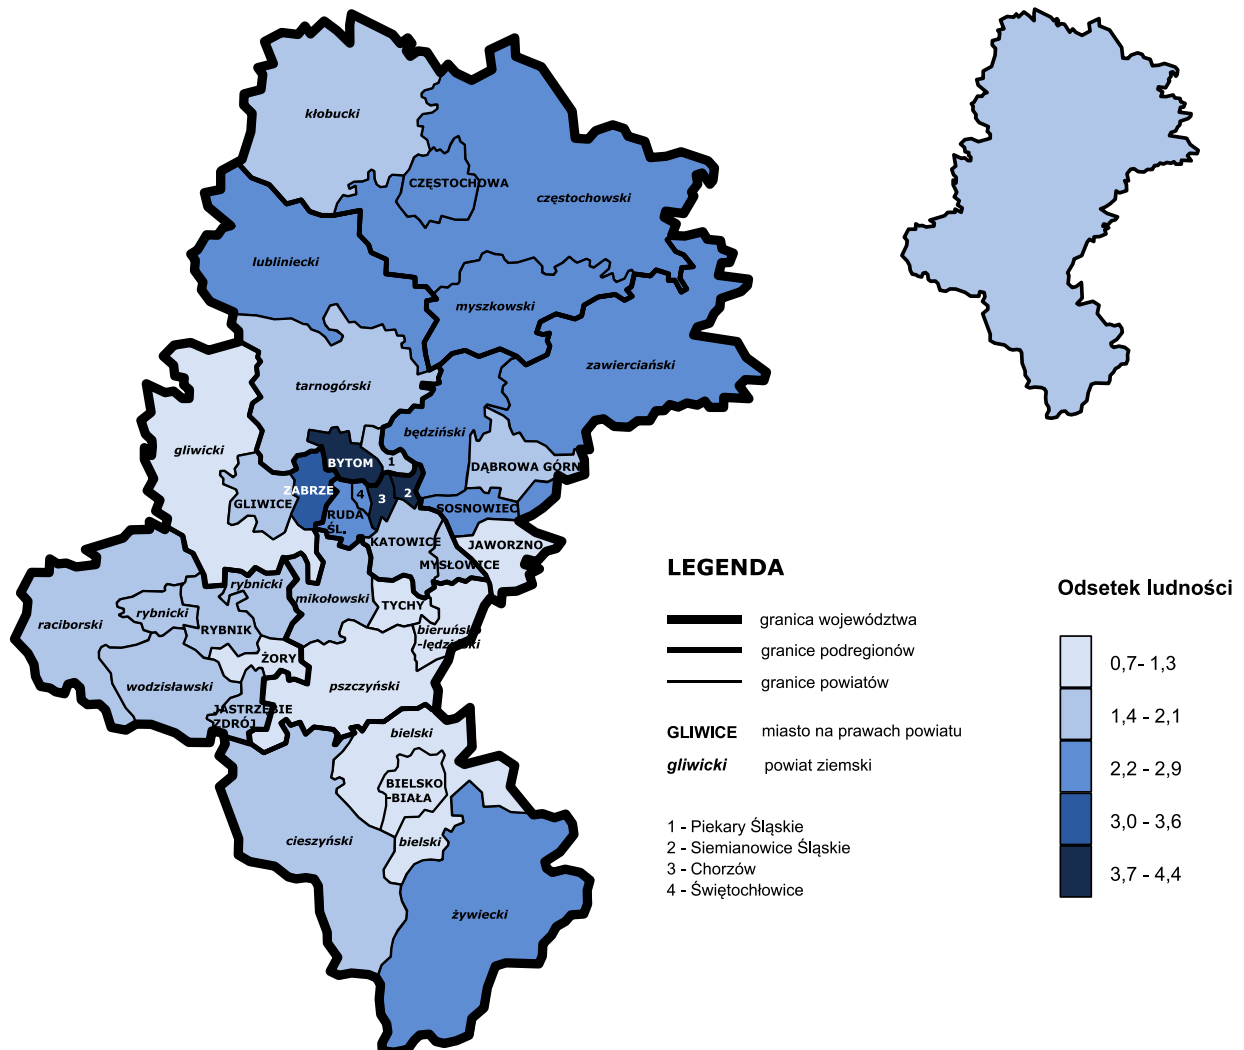 kłobucki
CZĘSTOCHOWA
częstochowski
lubliniecki
myszkowski
zawierciański
tarnogórski
będziński
gliwicki
BYTOM
1
DĄBROWA GÓRN
ZABRZE
GLIWICE
4
3
2
SOSNOWIEC
RUDA
ŚL.
KATOWICE
JAWORZNO
MYSŁOWICE
rybnicki
mikołowski
TYCHY
rybnicki
raciborski
RYBNIK
bieruńsko
-lędziński
ŻORY
wodzisławski
pszczyński
JASTRZĘBIE
ZDRÓJ
bielski
BIELSKO
-BIAŁA
cieszyński
bielski
żywiecki
LEGENDA
granica województwa
granice podregionów
granice powiatów
GLIWICE miasto na prawach powiatu
gliwicki powiat ziemski
1 - Piekary Śląskie
2 - Siemianowice Śląskie
3 - Chorzów
4 - Świętochłowice
Odsetek ludności
0,7- 1,3
1,4 - 2,1
2,2 - 2,9
3,0 - 3,6
3,7 - 4,4